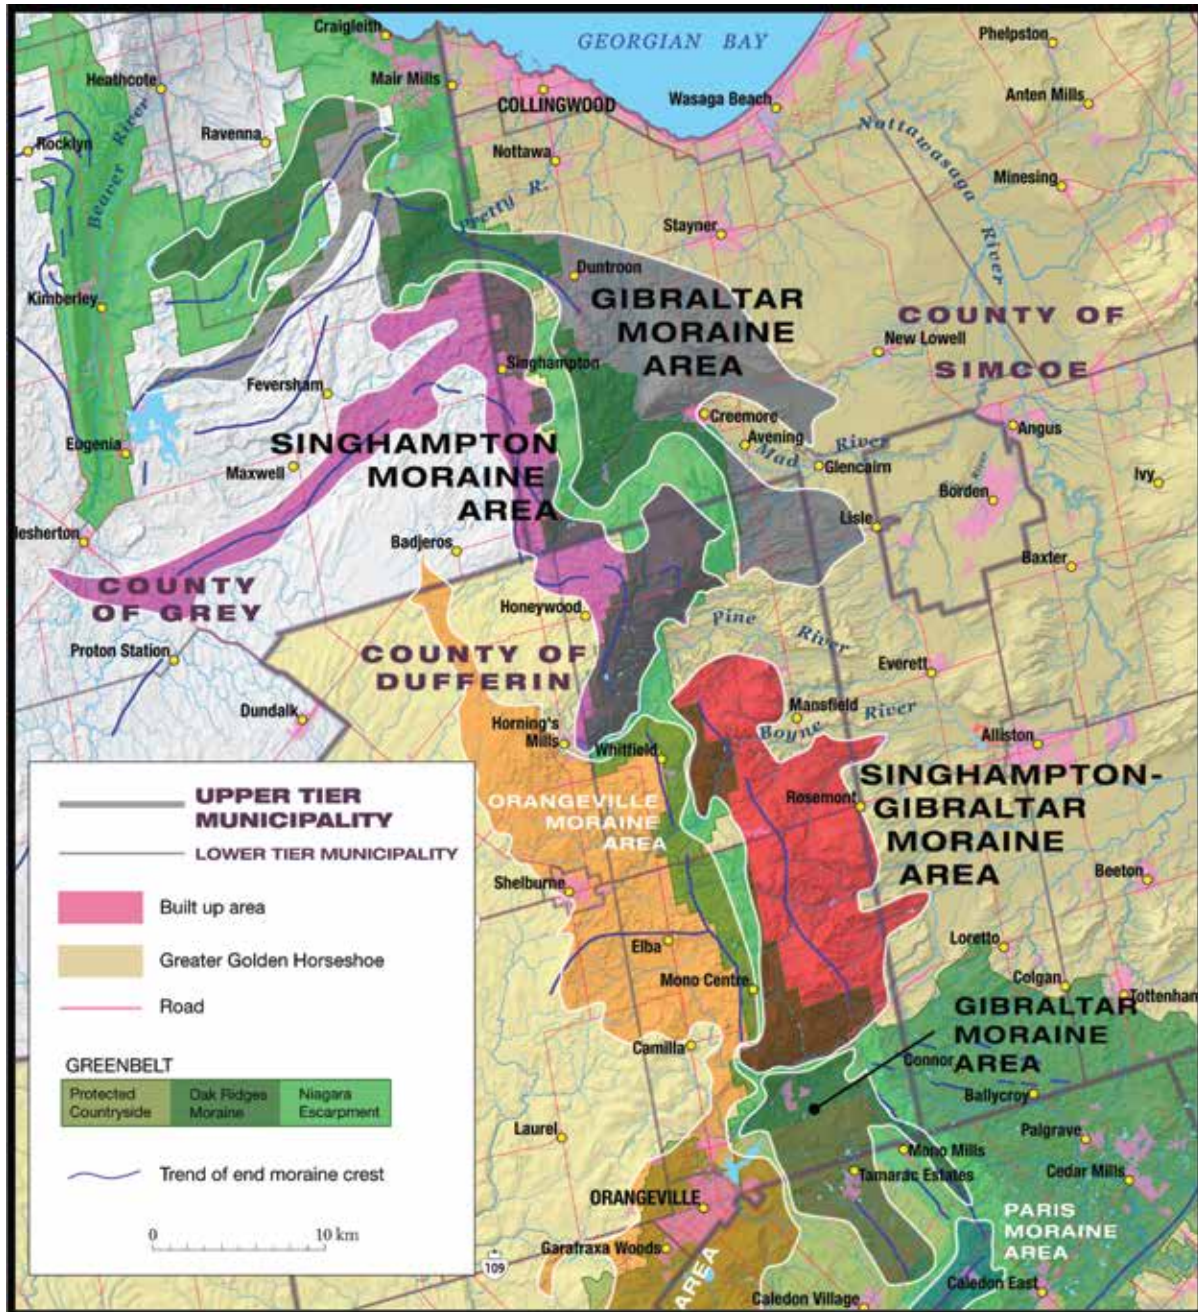 Craigleith
GEORGIAN BAY
Phelpston
Heathcote
Mair Mills
COLLINGWOOD
Wasaga Beach
Anten Mills
Beaver River
Rocklyn
Ravenna
Nottawa
Nottawasaga River
Minesing
Pretty R.
Stayner
Duntroon
Kimberley
GIBRALTAR
MORAINE
AREA
COUNTY OF
SIMCOE
New Lowell
Singhampton
Feversham
Creemore
Avening
Mad River
Angus
Eugenia
SINGHAMPTON
MORAINE
AREA
Maxwell
Glencairn
River
Ivy
Borden
Lisle
lesherton
Badjeros
Baxter
COUNTY
OF GREY
Honeywood
Pine River
Proton Station
COUNTY OF
DUFFERIN
Everett
Dundalk
Mansfield
Boyne River
Horning's
Mills
Whitfield
Alliston
SINGHAMPTON-
GIBRALTAR
MORAINE
AREA
ORANGEVILLE
MORAINE
AREA
Rosemont
Shelburne
Beeton
Elba
Loretto
Mono Centre
Colgan
Tottenham
GIBRALTAR
MORAINE
AREA
Camilla
Connor
Ballycroy
Laurel
Palgrave
Mono Mills
Tamarac Estates
Cedar Mills
ORANGEVILLE
PARIS
MORAINE
AREA
Garafraxa Woods
109
AREA
Caledon East
Caledon Village
UPPER TIER
MUNICIPALITY
LOWER TIER MUNICIPALITY
Built up area
Greater Golden Horseshoe
Road
GREENBELT
Protected
Countryside
Oak Ridges
Moraine
Niagara
Escarpment
Trend of end moraine crest
0 10 km